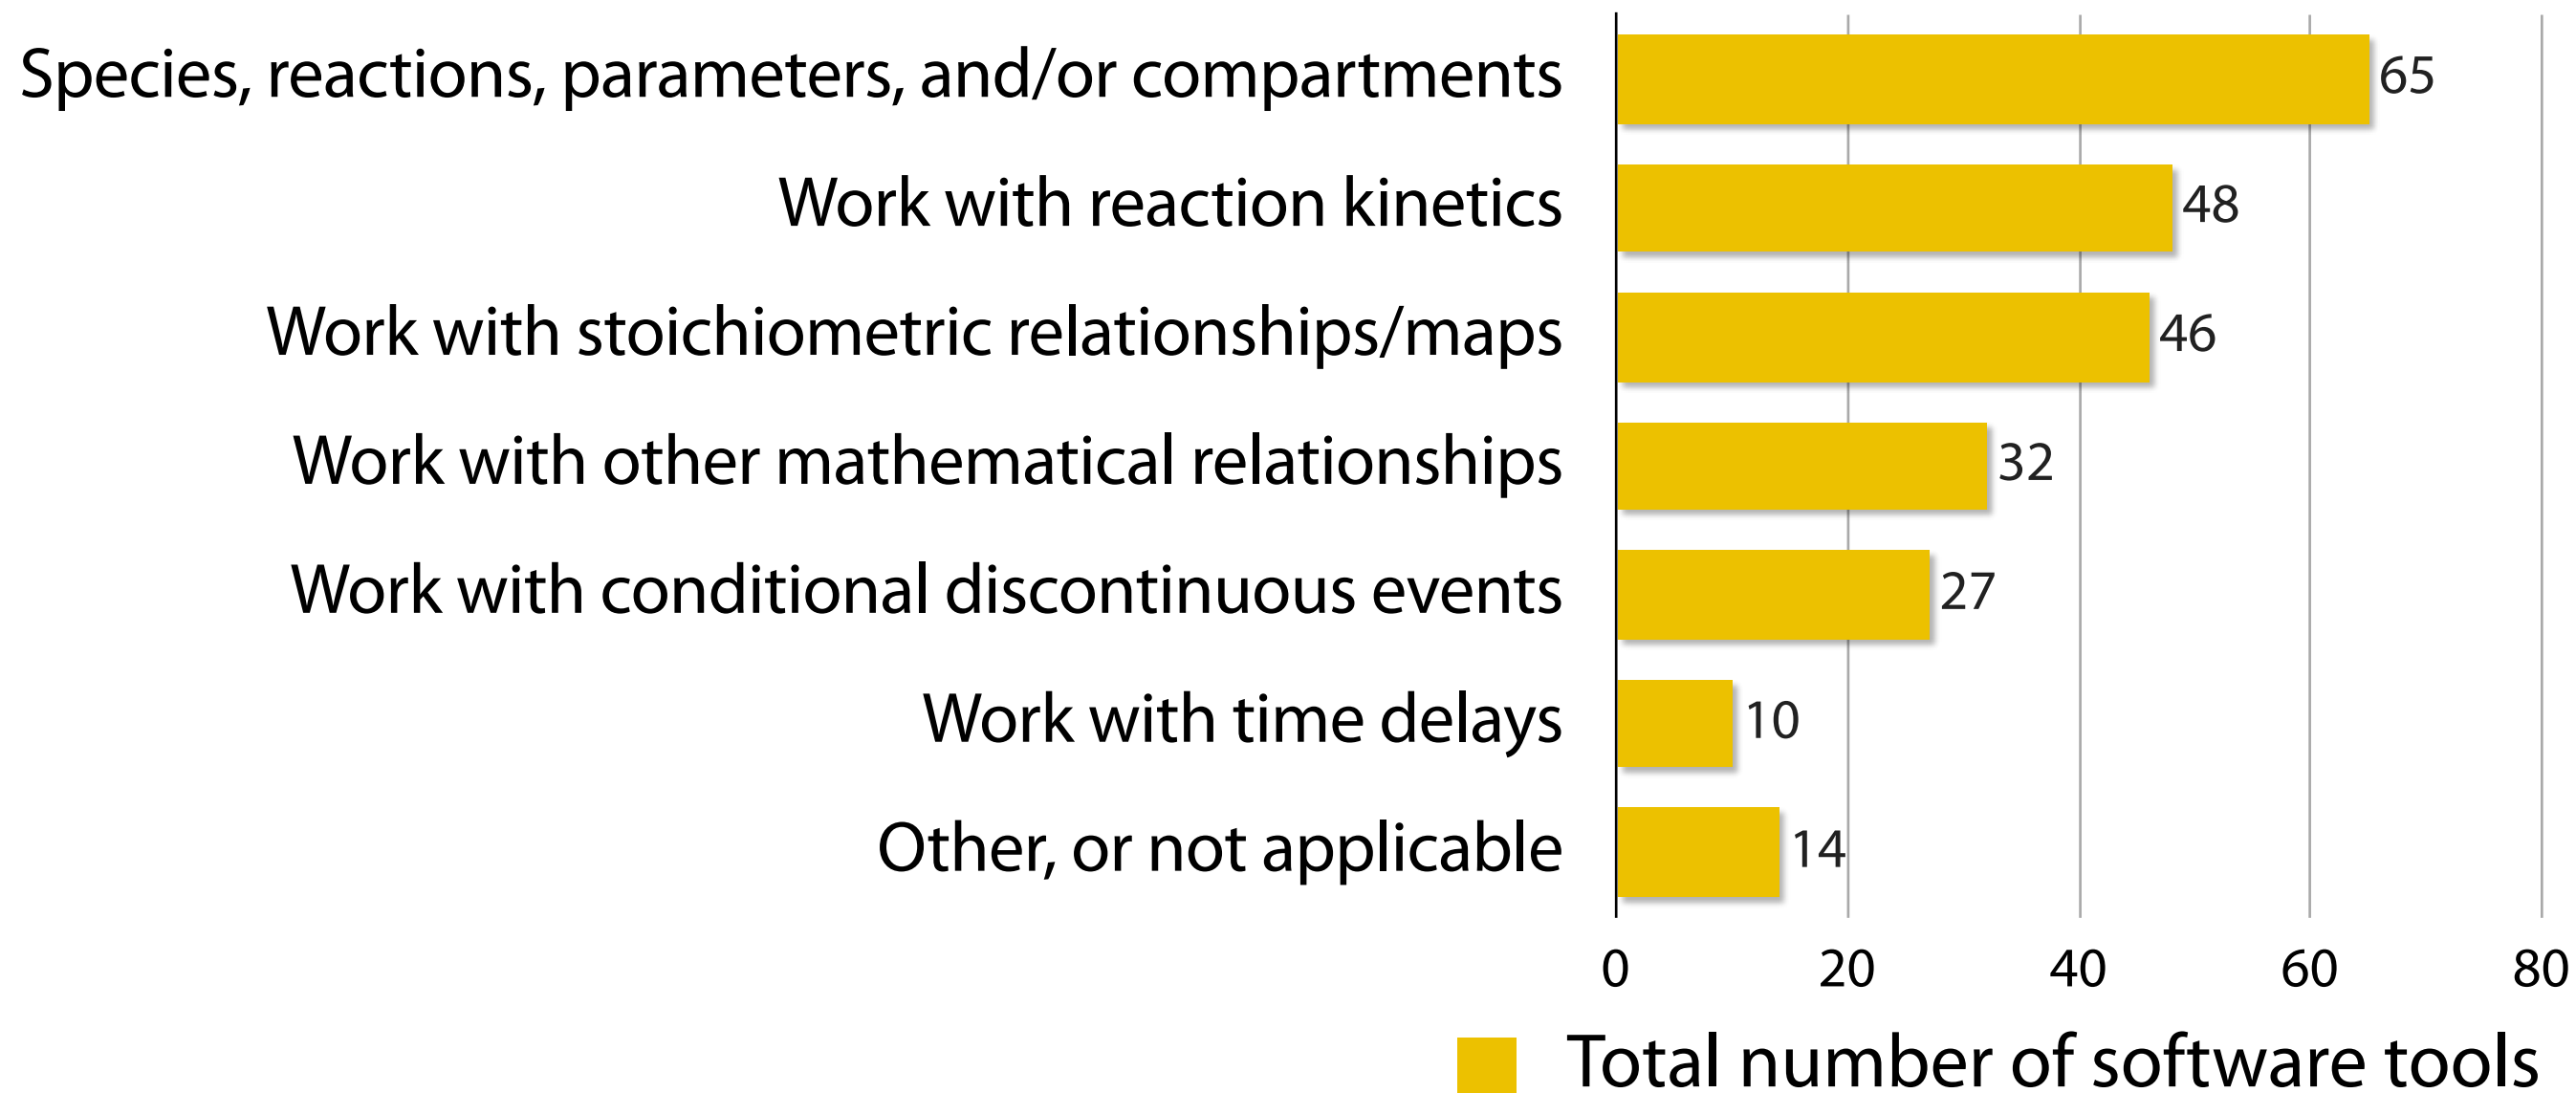 Species, reactions, parameters, and/or compartments 65
Work with reaction kinetics 48
Work with stoichiometric relationships/maps 46
Work with other mathematical relationships 32
Work with conditional discontinuous events 27
Work with time delays 10
Other, or not applicable 14
0 20 40 60 80
Total number of software tools